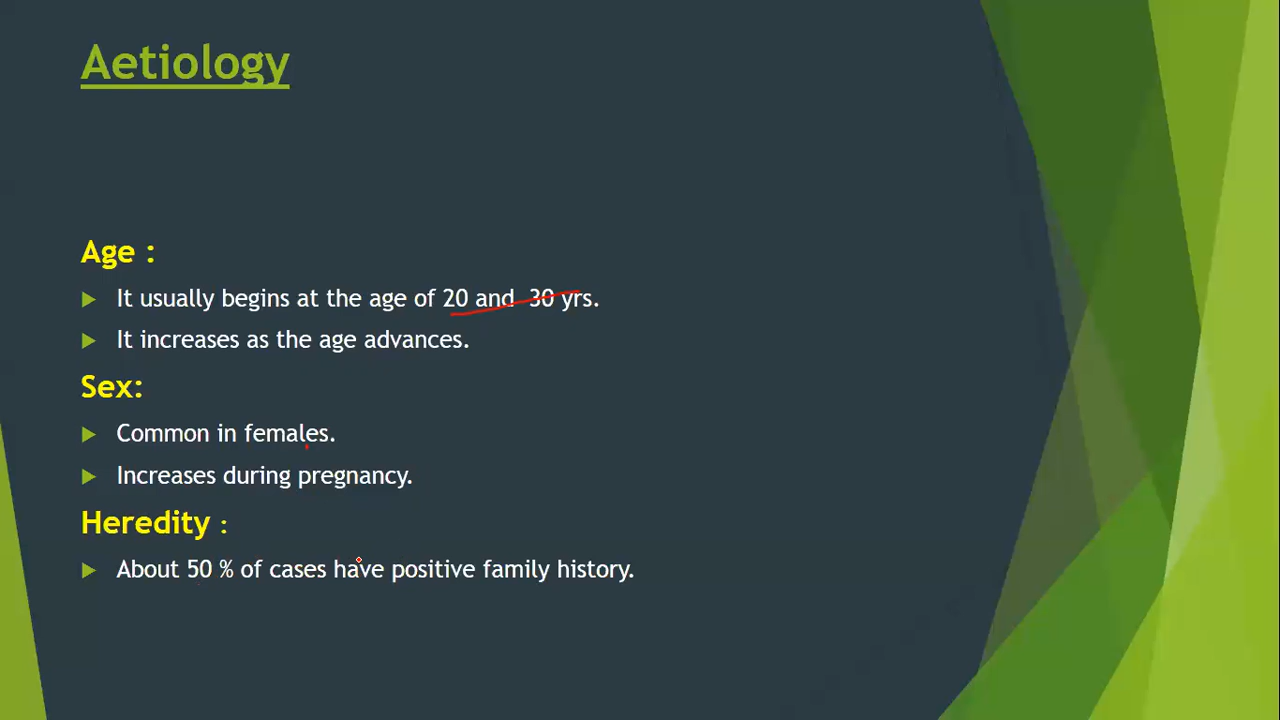 Aetiology
Age :
It usually begins at the age of 20 and 30 yrs.
It increases as the age advances.
Sex:
Common in females.
Increases during pregnancy.
Heredity :
About 50 % of cases have positive family history.